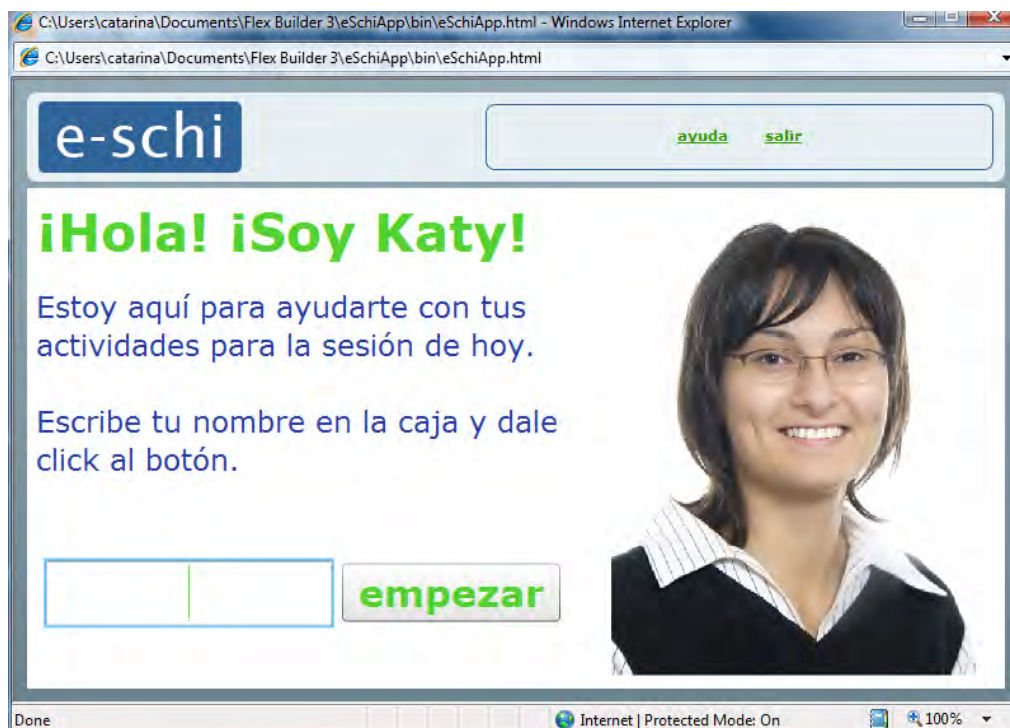 C:\Users\catarina\Documents\Flex Builder 3\eSchiApp\bin\eSchiApp.html - Windows Internet Explorer
C:\Users\catarina\Documents\Flex Builder 3\eSchiApp\bin\eSchiApp.html
e-schi
ayuda salir
¡Hola! ¡Soy Katy!
Estoy aquí para ayudarte con tus
actividades para la sesión de hoy.
Escribe tu nombre en la caja y dale
click al botón.
empezar
Done Internet | Protected Mode: On 100%